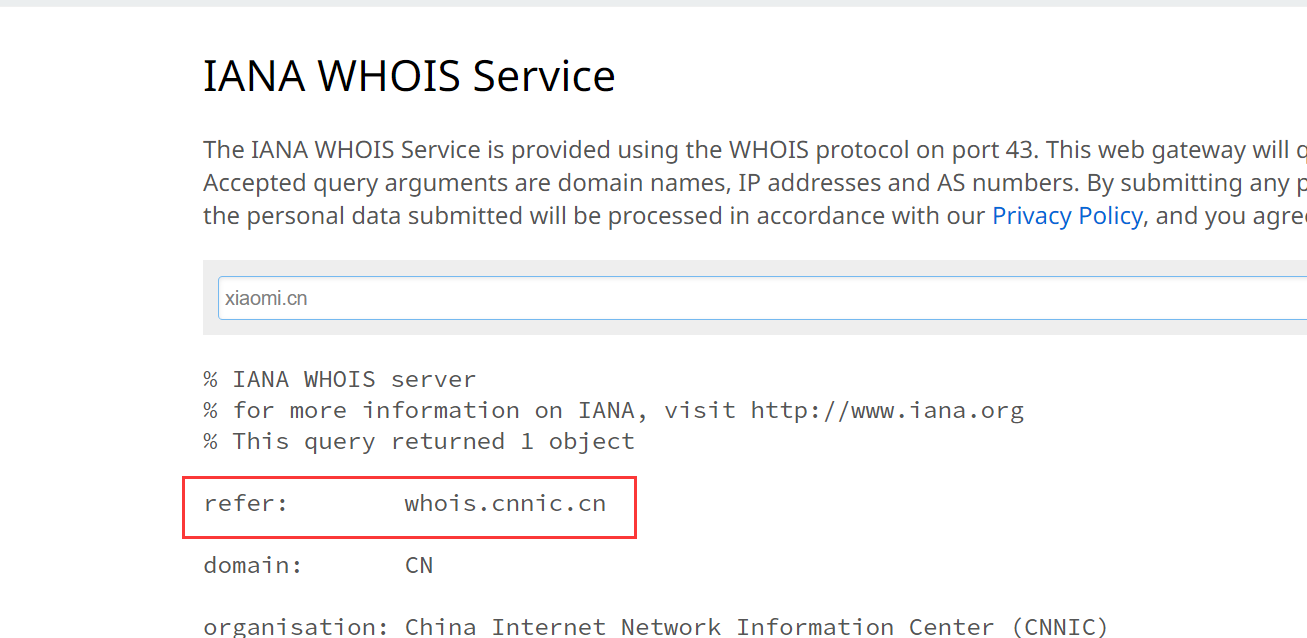 IANA WHOIS Service
The IANA WHOIS Service is provided using the WHOIS protocol on port 43. This web gateway will
Accepted query arguments are domain names, IP addresses and AS numbers. By submitting any
the personal data submitted will be processed in accordance with our Privacy Policy, and you
xiaomi.cn
% IANA WHOIS server
% for more information on IANA, visit http://www.iana.org
% This query returned 1 object
refer: whois.cnnic.cn
domain: CN
organisation: China Internet Network Information Center (CNNIC)